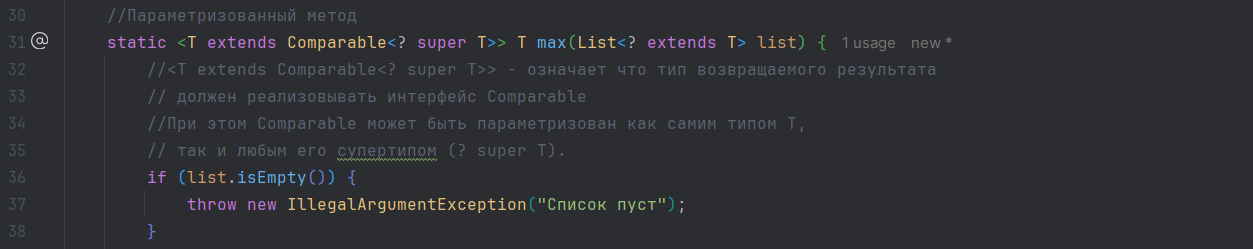 30 //Параметризованный метод
31 @ static <T extends Comparable<? super T>> T max(List<? extends T> list) { 1 usage new *
32 //<T extends Comparable<? super T>> - означает что тип возвращаемого результата
33 // должен реализовывать интерфейс Comparable
34 //При этом Comparable может быть параметризован как самим типом T,
35 // так и любым его супертипом (? super T).
36 if (list.isEmpty()) {
37 throw new IllegalArgumentException("Список пуст");
38 }